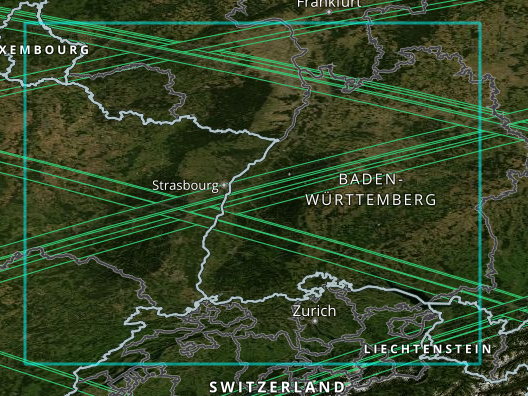 Frankfurt
XEMBOURG
Strasbourg
BADEN-
WÜRTTEMBERG
Zurich
LIECHTENSTEIN
SWITZERLAND